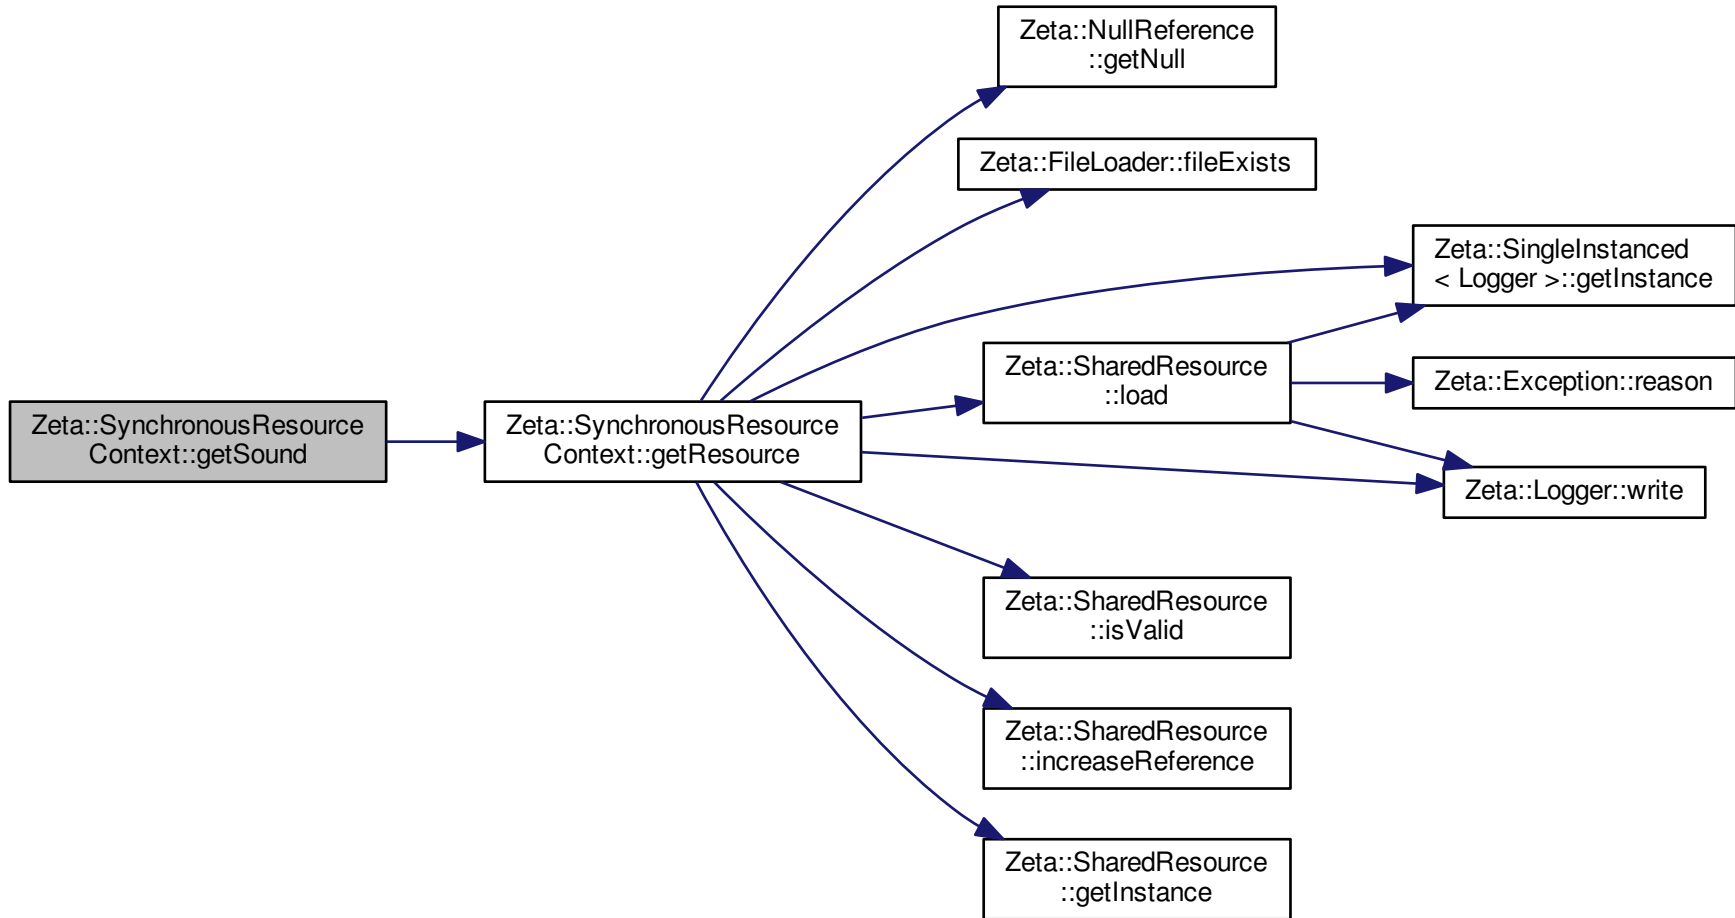 Zeta::NullReference
::getNull
Zeta::FileLoader::fileExists
Zeta::SingleInstanced
< Logger >::getInstance
Zeta::SharedResource
::load
Zeta::Exception::reason
Zeta::SynchronousResource
Context::getSound
Zeta::SynchronousResource
Context::getResource
Zeta::Logger::write
Zeta::SharedResource
::isValid
Zeta::SharedResource
::increaseReference
Zeta::SharedResource
::getInstance